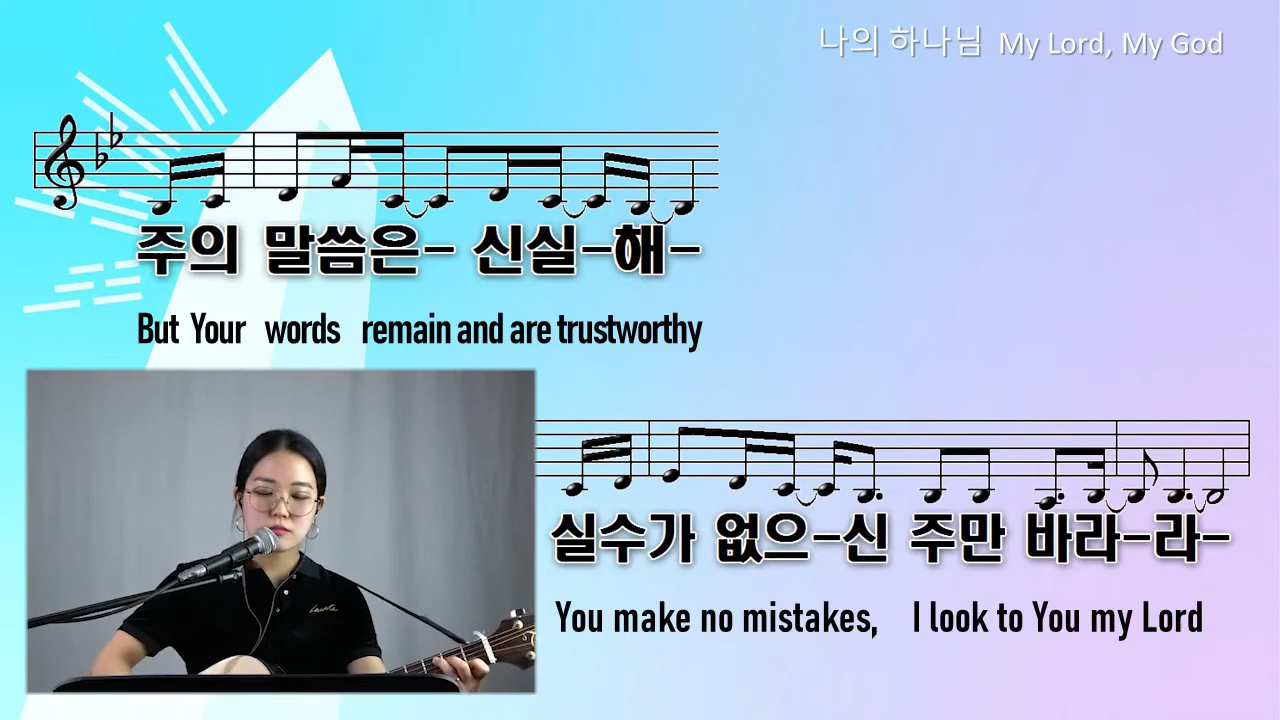 나의 하나님 My Lord, My God
주의 말씀은- 신실-해-
But Your words remain and are trustworthy
실수가 없으-신 주만 바라-라-
You make no mistakes, I look to You my Lord